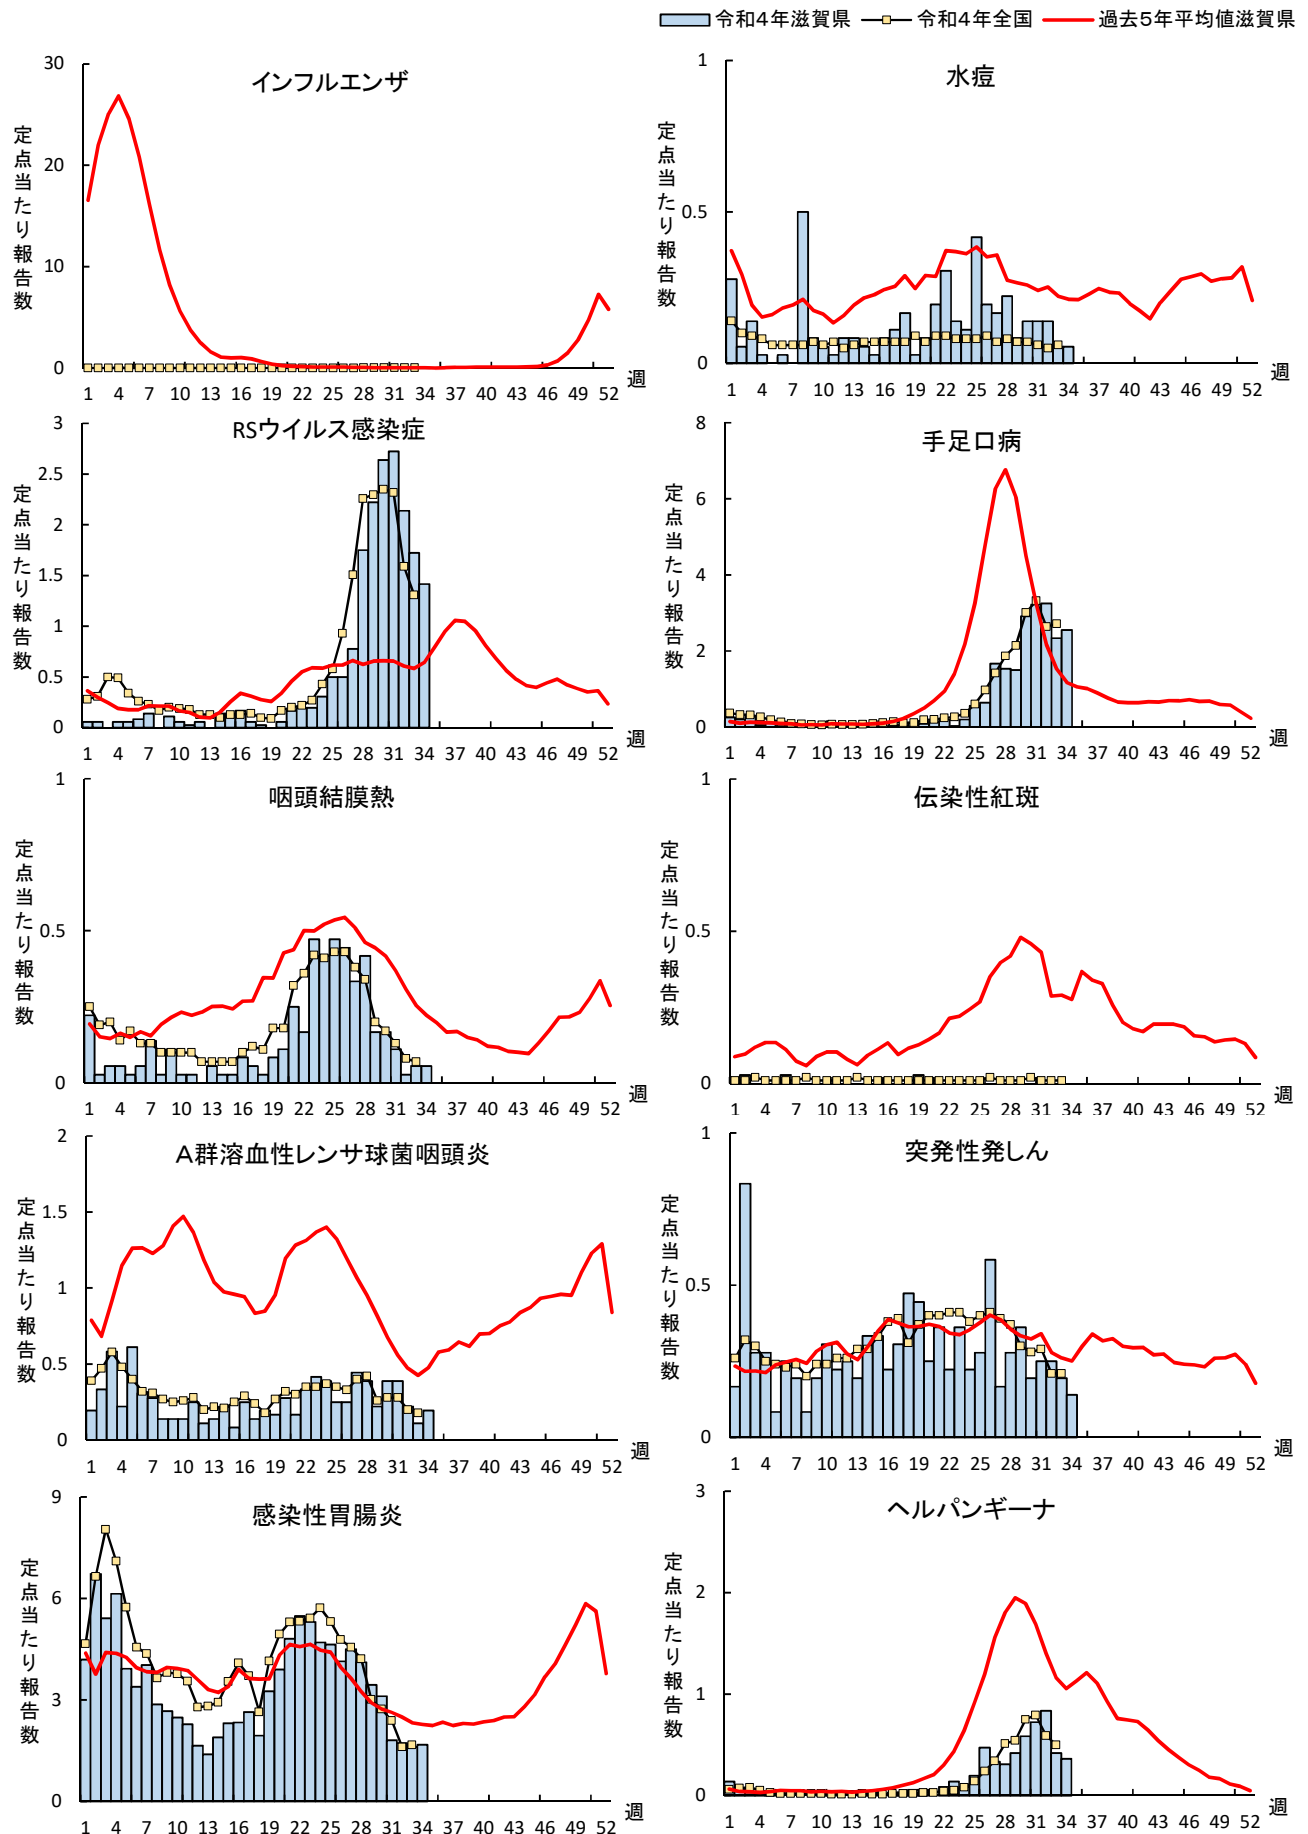 令和4年滋賀県 令和4年全国 過去5年平均値滋賀県
インフルエンザ
定点当たり報告数
30
20
10
0
1 4 7 10 13 16 19 22 25 28 31 34 37 40 43 46 49 52 週
水痘
定点当たり報告数
1
0.5
0
1 4 7 10 13 16 19 22 25 28 31 34 37 40 43 46 49 52 週
RSウイルス感染症
定点当たり報告数
3
2.5
2
1.5
1
0.5
0
1 4 7 10 13 16 19 22 25 28 31 34 37 40 43 46 49 52 週
手足口病
定点当たり報告数
8
6
4
2
0
1 4 7 10 13 16 19 22 25 28 31 34 37 40 43 46 49 52 週
咽頭結膜熱
定点当たり報告数
1
0.5
0
1 4 7 10 13 16 19 22 25 28 31 34 37 40 43 46 49 52 週
伝染性紅斑
定点当たり報告数
1
0.5
0
1 4 7 10 13 16 19 22 25 28 31 34 37 40 43 46 49 52 週
A群溶血性レンサ球菌咽頭炎
定点当たり報告数
2
1.5
1
0.5
0
1 4 7 10 13 16 19 22 25 28 31 34 37 40 43 46 49 52 週
突発性発しん
定点当たり報告数
1
0.5
0
1 4 7 10 13 16 19 22 25 28 31 34 37 40 43 46 49 52 週
感染性胃腸炎
定点当たり報告数
9
6
3
0
1 4 7 10 13 16 19 22 25 28 31 34 37 40 43 46 49 52 週
ヘルパンギーナ
定点当たり報告数
3
2
1
0
1 4 7 10 13 16 19 22 25 28 31 34 37 40 43 46 49 52 週